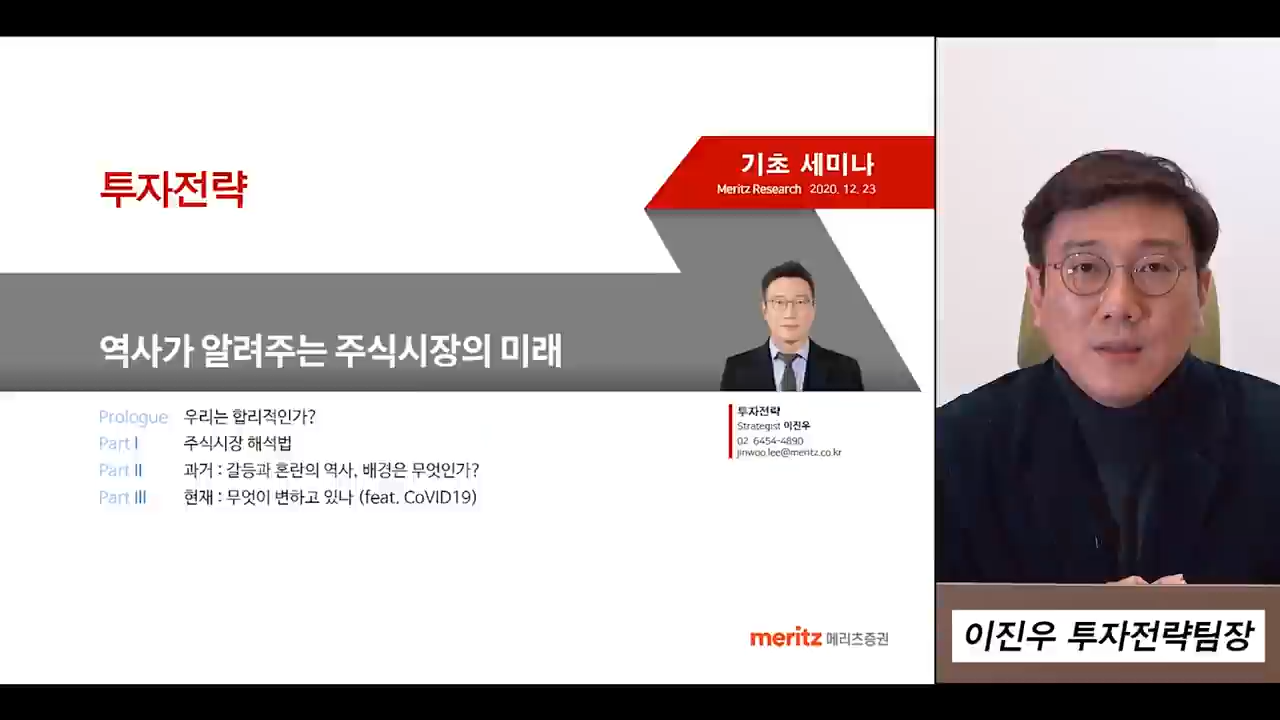 투자전략
기초 세미나
Meritz Research 2020. 12. 23
역사가 알려주는 주식시장의 미래
Prologue 우리는 합리적인가?
Part I 주식시장 해석법
Part II 과거 : 갈등과 혼란의 역사, 배경은 무엇인가?
Part III 현재 : 무엇이 변하고 있나 (feat. CoVID19)
투자전략
Strategist 이진우
02 6454-4890
jinwoo.lee@meritz.co.kr
meritz 메리츠증권
이진우 투자전략팀장